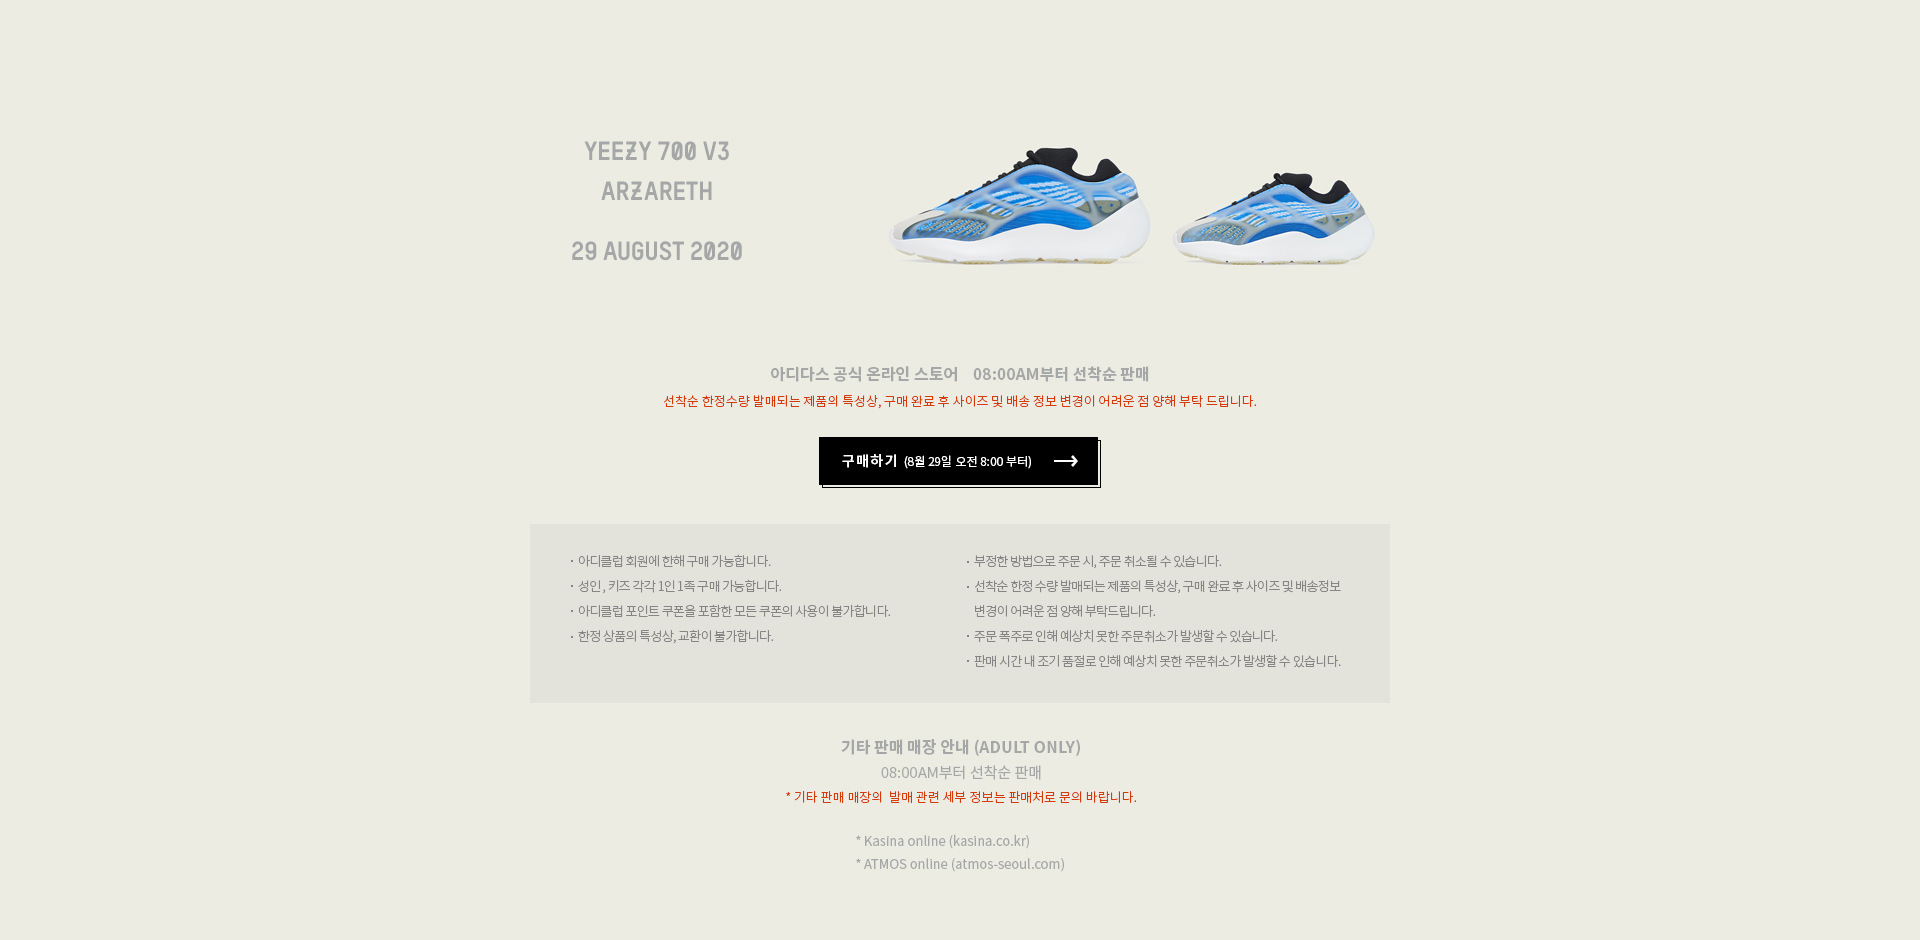 YEEZY 700 V3
ARZARETH
29 AUGUST 2020
아디다스 공식 온라인 스토어 08:00AM부터 선착순 판매
선착순 한정수량 발매되는 제품의 특성상, 구매 완료 후 사이즈 및 배송 정보 변경이 어려운 점 양해 부탁 드립니다.
구매하기 (8월 29일 오전 8:00 부터)
· 아디클럽 회원에 한해 구매 가능합니다.
· 성인, 키즈 각각 1인 1족 구매 가능합니다.
· 아디클럽 포인트 쿠폰을 포함한 모든 쿠폰의 사용이 불가합니다.
· 한정 상품의 특성상, 교환이 불가합니다.
· 부정한 방법으로 주문 시, 주문 취소될 수 있습니다.
· 선착순 한정 수량 발매되는 제품의 특성상, 구매 완료 후 사이즈 및 배송정보
변경이 어려운 점 양해 부탁드립니다.
· 주문 폭주로 인해 예상치 못한 주문취소가 발생할 수 있습니다.
· 판매 시간 내 조기 품절로 인해 예상치 못한 주문취소가 발생할 수 있습니다.
기타 판매 매장 안내 (ADULT ONLY)
08:00AM부터 선착순 판매
* 기타 판매 매장의 발매 관련 세부 정보는 판매처로 문의 바랍니다.
* Kasina online (kasina.co.kr)
* ATMOS online (atmos-seoul.com)